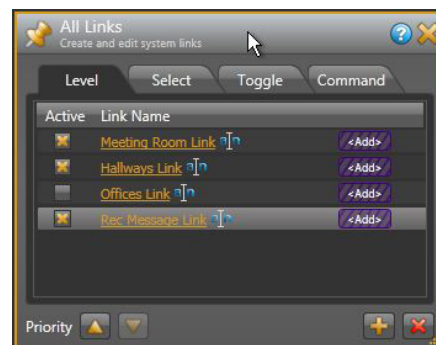 All Links
Create and edit system links
Level Select Toggle Command
Active Link Name
Meeting Room Link <Add>
Hallways Link <Add>
Offices Link <Add>
Rec Message Link <Add>
Priority